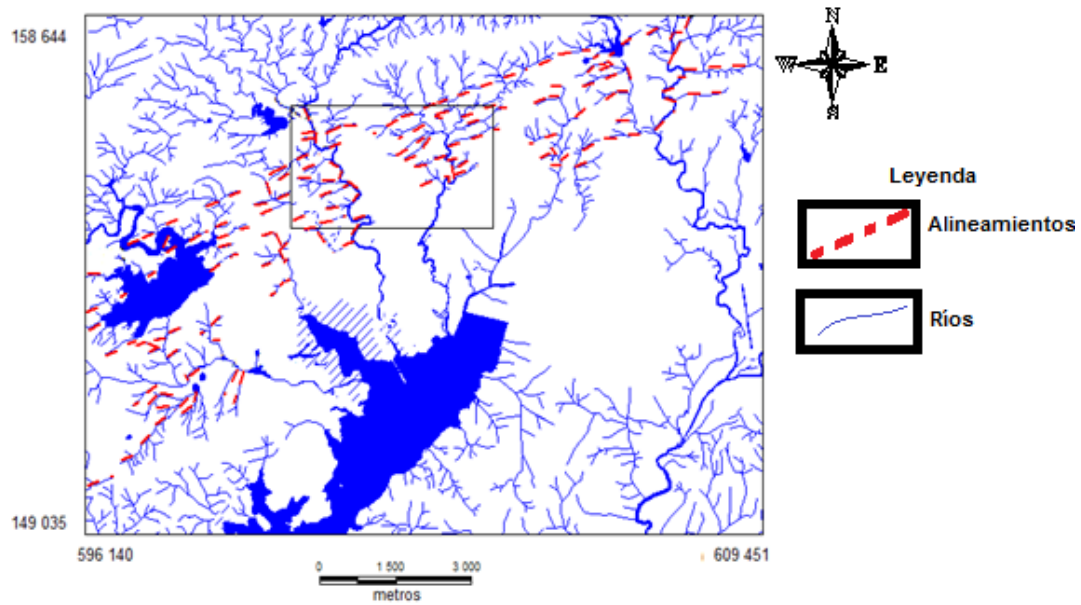 158 644
149 035
596 140
609 451
0 1 500 3 000
metros
N
W E
S
Leyenda
Alineamientos
Ríos